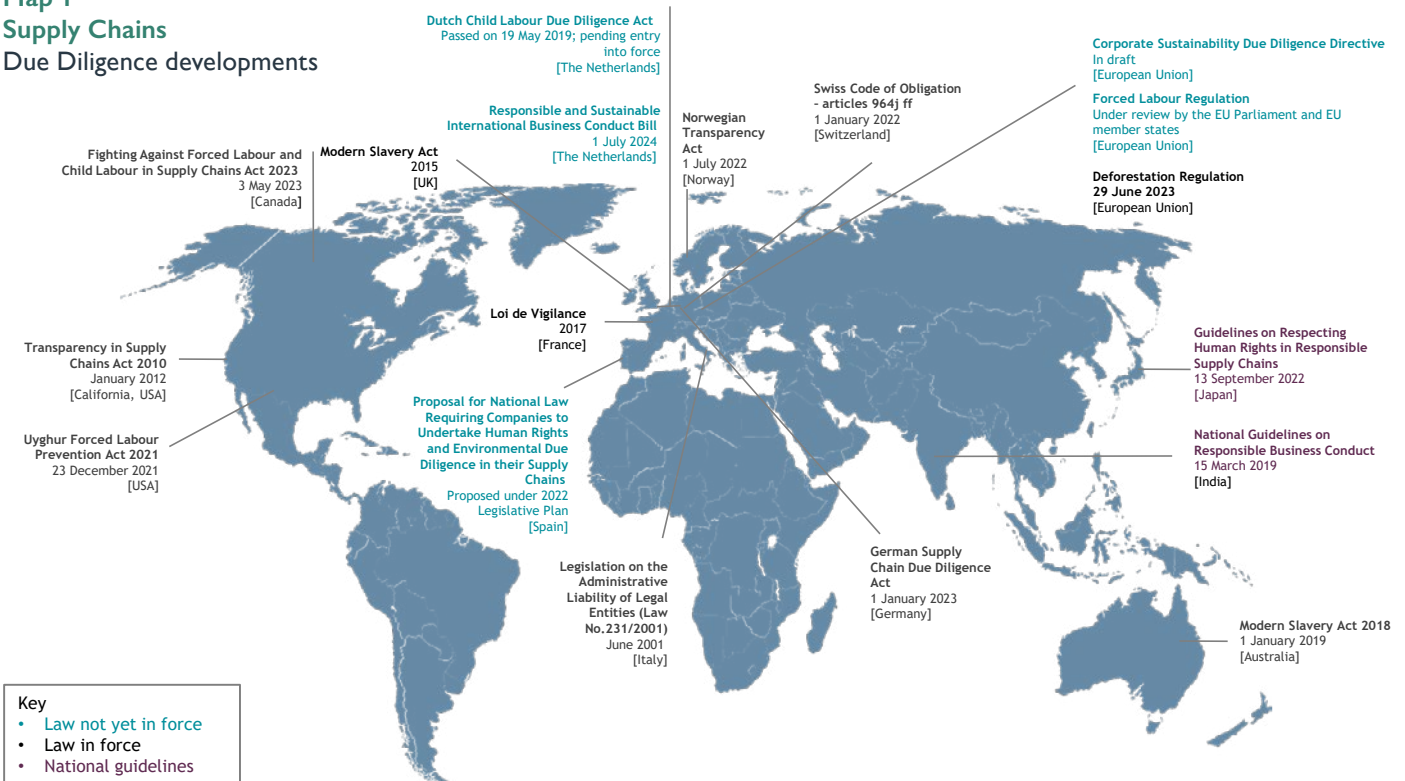 Map 1
Supply Chains
Due Diligence developments
Dutch Child Labour Due Diligence Act
Passed on 19 May 2019; pending entry
into force
[The Netherlands]
Responsible and Sustainable
International Business Conduct Bill
1 July 2024
[The Netherlands]
Fighting Against Forced Labour and
Child Labour in Supply Chains Act 2023
3 May 2023
[Canada]
Modern Slavery Act
2015
[UK]
Norwegian
Transparency
Act
1 July 2022
[Norway]
Swiss Code of Obligation
- articles 964j ff
1 January 2022
[Switzerland]
Corporate Sustainability Due Diligence Directive
In draft
[European Union]
Forced Labour Regulation
Under review by the EU Parliament and EU
member states
[European Union]
Deforestation Regulation
29 June 2023
[European Union]
Loi de Vigilance
2017
[France]
Transparency in Supply
Chains Act 2010
January 2012
[California, USA]
Uyghur Forced Labour
Prevention Act 2021
23 December 2021
[USA]
Proposal for National Law
Requiring Companies to
Undertake Human Rights
and Environmental Due
Diligence in their Supply
Chains
Proposed under 2022
Legislative Plan
[Spain]
Guidelines on Respecting
Human Rights in Responsible
Supply Chains
13 September 2022
[Japan]
National Guidelines on
Responsible Business Conduct
15 March 2019
[India]
Legislation on the
Administrative
Liability of Legal
Entities (Law
No.231/2001)
June 2001
[Italy]
German Supply
Chain Due Diligence
Act
1 January 2023
[Germany]
Modern Slavery Act 2018
1 January 2019
[Australia]
Key
• Law not yet in force
• Law in force
• National guidelines